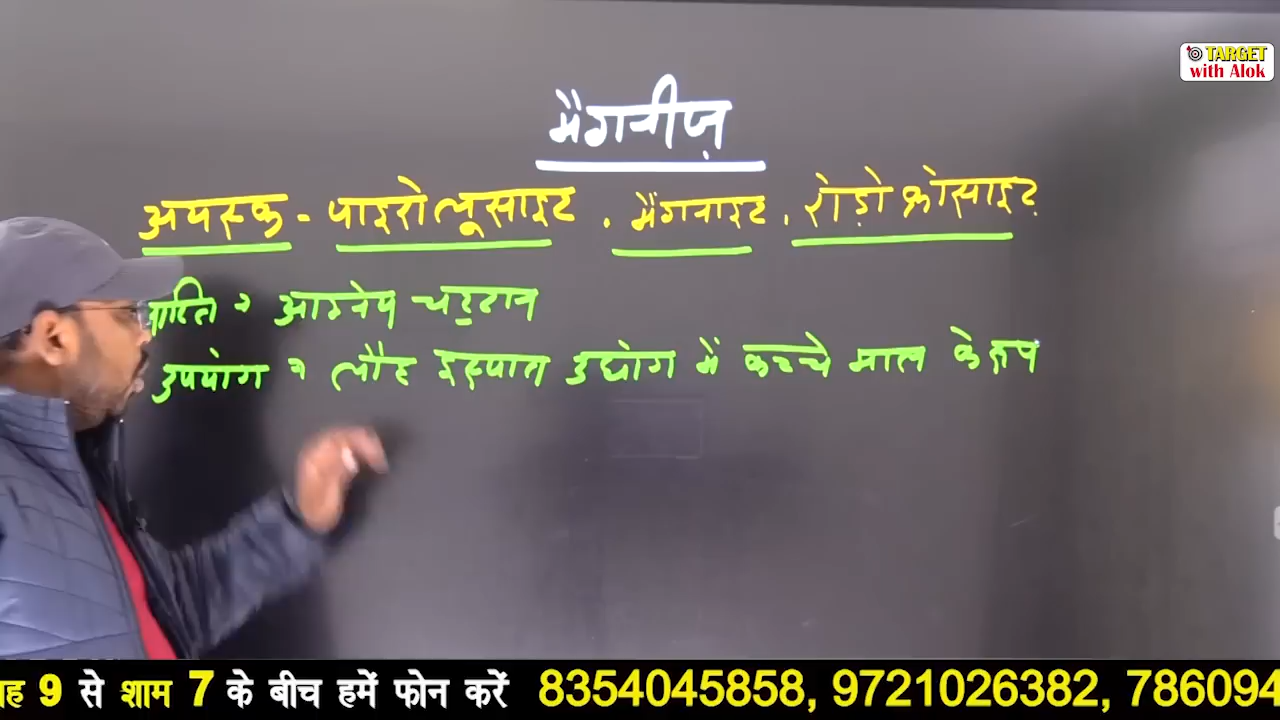 TARGET
with Alok
मैगनीज़
अयस्क - पाइरोलूसाइट , मैगनाइट , रोड़ोक्रोसाइट
आग्नेय चट्टान
उपयोग → लौह इस्पात उद्योग में कच्चे माल के रूप
9 से शाम 7 के बीच हमें फोन करें 8354045858, 9721026382, 786094